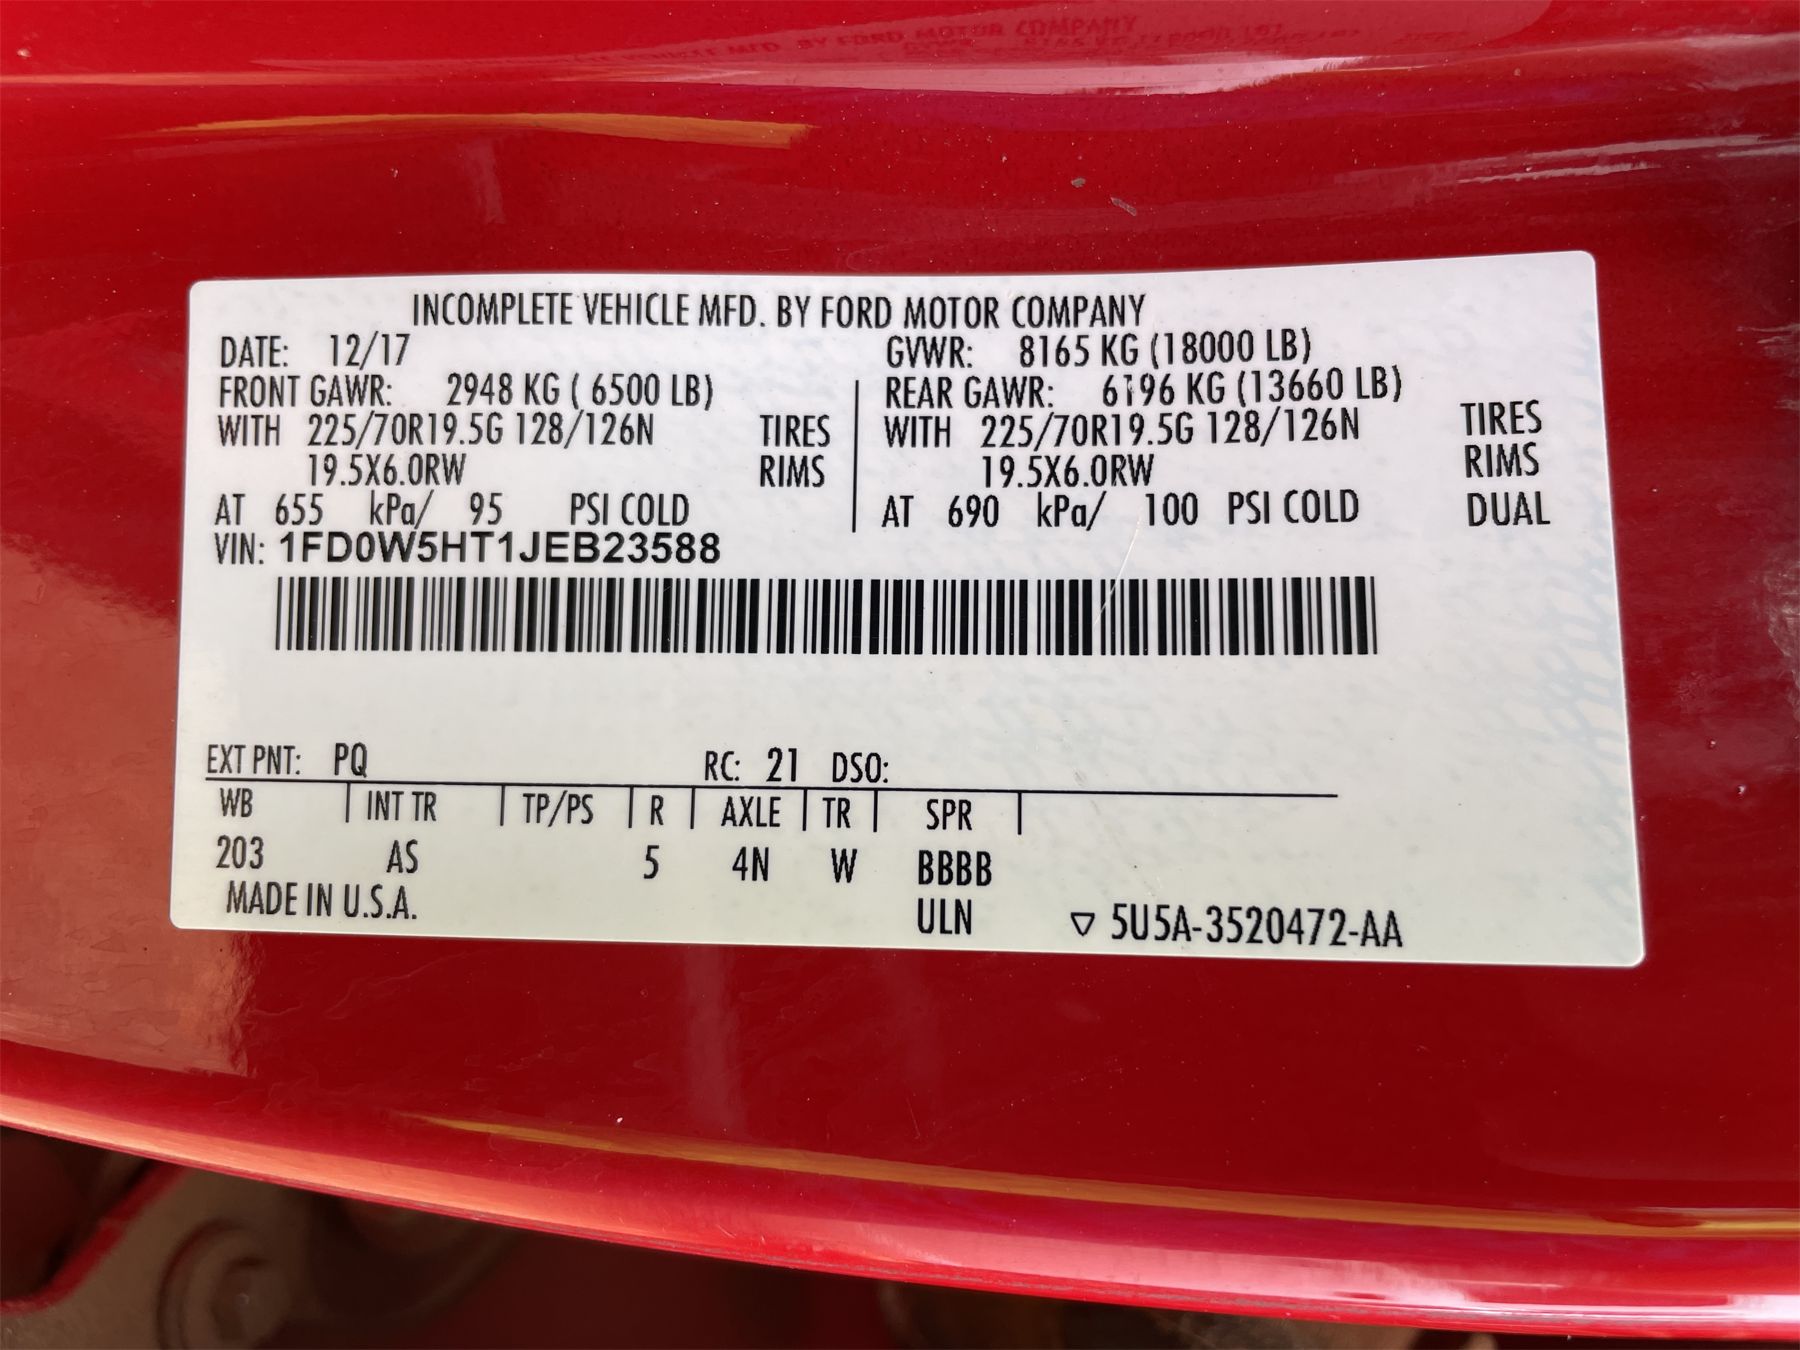 INCOMPLETE VEHICLE MFD. BY FORD MOTOR COMPANY
DATE: 12/17 GVWR: 8165 KG (18000 LB)
FRONT GAWR: 2948 KG ( 6500 LB) REAR GAWR: 6196 KG (13660 LB)
WITH 225/70R19.5G 128/126N TIRES WITH 225/70R19.5G 128/126N TIRES
19.5X6.0RW RIMS 19.5X6.0RW RIMS
AT 655 kPa/ 95 PSI COLD AT 690 kPa/ 100 PSI COLD DUAL
VIN: 1FD0W5HT1JEB23588
EXT PNT: PQ RC: 21 DSO:
WB INT TR TP/PS R AXLE TR SPR
203 AS 5 4N W BBBB
MADE IN U.S.A. ULN ▽ 5U5A-3520472-AA